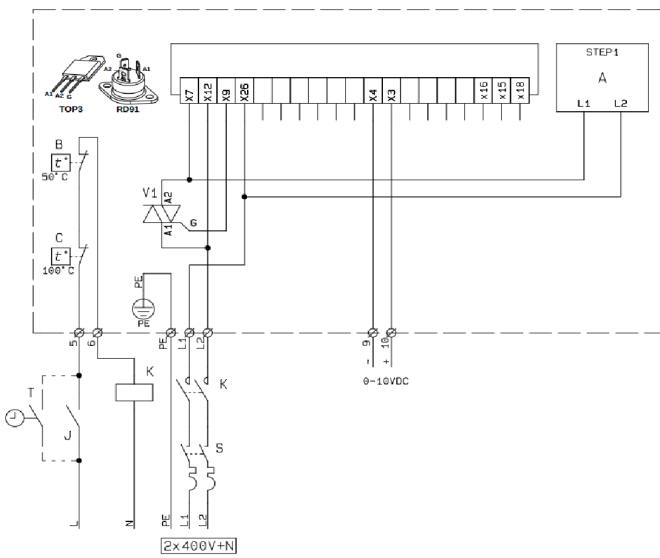 STEP1
A
L1 L2
G
A2 A1
A1 A2 G
TOP3 RD91
X7 X12 X9 X26 X4 X3 X16 X15 X18
B
t°
50°C
V1
A2
G
A1
C
t°
100°C
PE
PE
5 6 PE L1 L2 9 10
- +
0-10VDC
T
J
K
K
S
L N PE L1 L2
2x400V+N